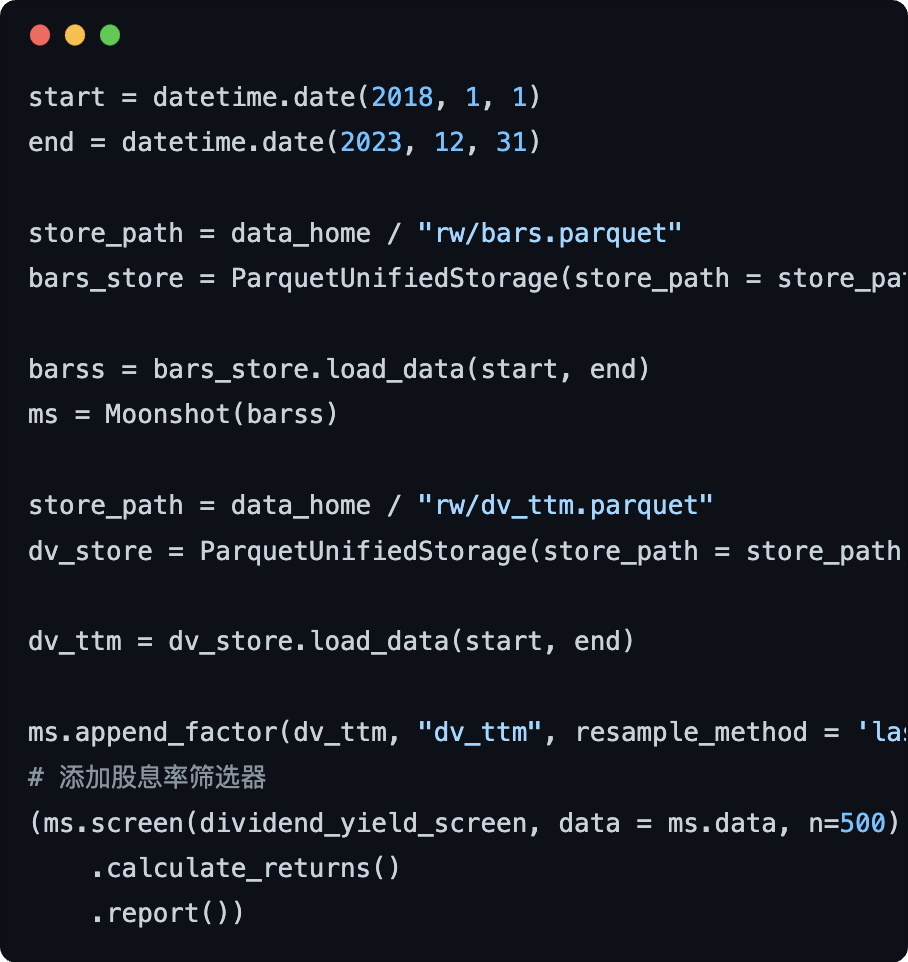 start = datetime.date(2018, 1, 1)
end = datetime.date(2023, 12, 31)
store_path = data_home / "rw/bars.parquet"
bars_store = ParquetUnifiedStorage(store_path = store_pa
barss = bars_store.load_data(start, end)
ms = Moonshot(barss)
store_path = data_home / "rw/dv_ttm.parquet"
dv_store = ParquetUnifiedStorage(store_path = store_path
dv_ttm = dv_store.load_data(start, end)
ms.append_factor(dv_ttm, "dv_ttm", resample_method = 'la
# 添加股息率筛选器
(ms.screen(dividend_yield_screen, data = ms.data, n=500)
    .calculate_returns()
    .report())